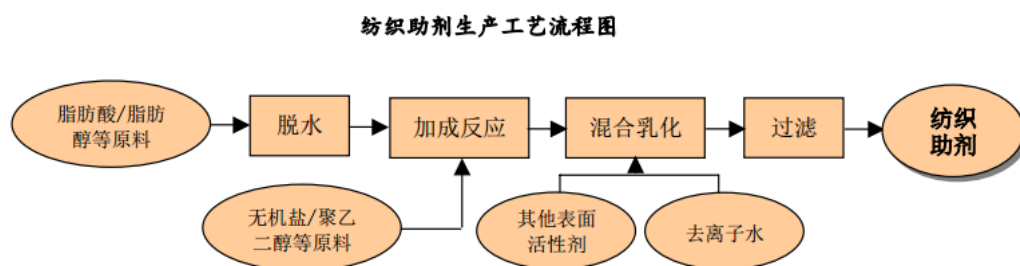 纺织助剂生产工艺流程图
脂肪酸/脂肪
醇等原料
脱水
加成反应
混合乳化
过滤
纺织
助剂
无机盐/聚乙
二醇等原料
其他表面
活性剂
去离子水